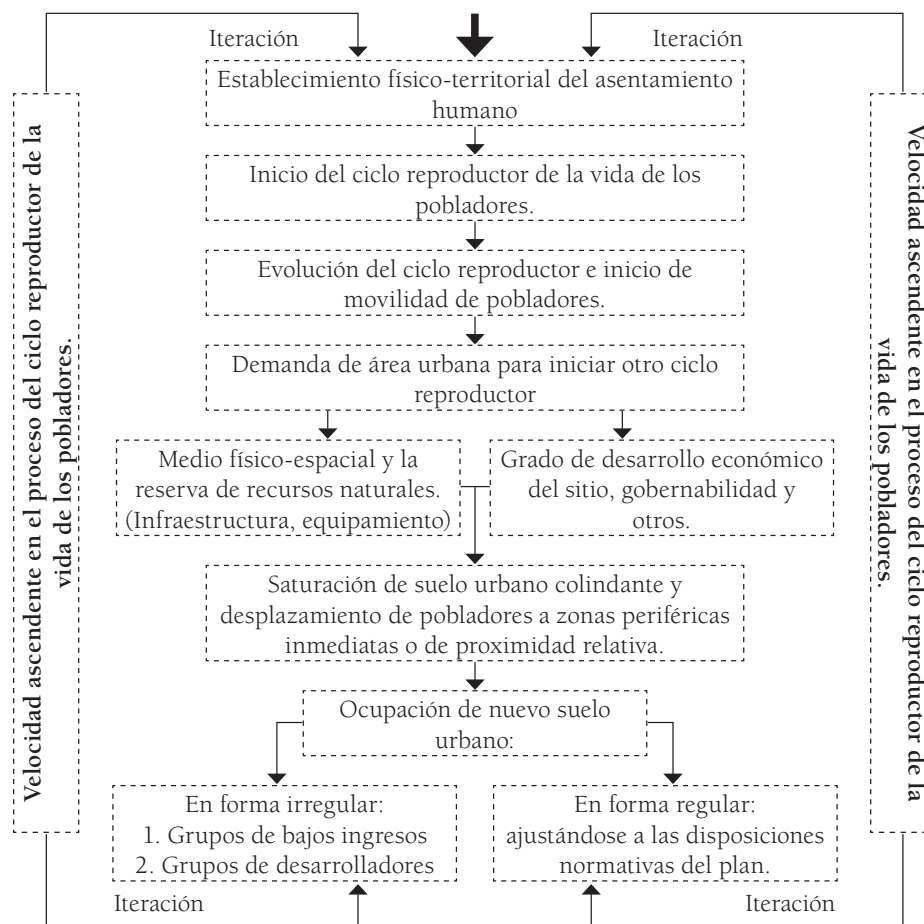 Iteración
Iteración
Establecimiento físico-territorial del asentamiento
humano
Velocidad ascendente en el proceso del ciclo reproductor de la
vida de los pobladores.
Velocidad ascendente en el proceso del ciclo reproductor de la
vida de los pobladores.
Inicio del ciclo reproductor de la vida de los
pobladores.
Evolución del ciclo reproductor e inicio de
movilidad de pobladores.
Demanda de área urbana para iniciar otro ciclo
reproductor
Medio físico-espacial y la
reserva de recursos naturales.
(Infraestructura, equipamiento)
Grado de desarrollo económico
del sitio, gobernabilidad y
otros.
Saturación de suelo urbano colindante y
desplazamiento de pobladores a zonas periféricas
inmediatas o de proximidad relativa.
Ocupación de nuevo suelo
urbano:
En forma irregular:
1. Grupos de bajos ingresos
2. Grupos de desarrolladores
En forma regular:
ajustándose a las disposiciones
normativas del plan.
Iteración
Iteración